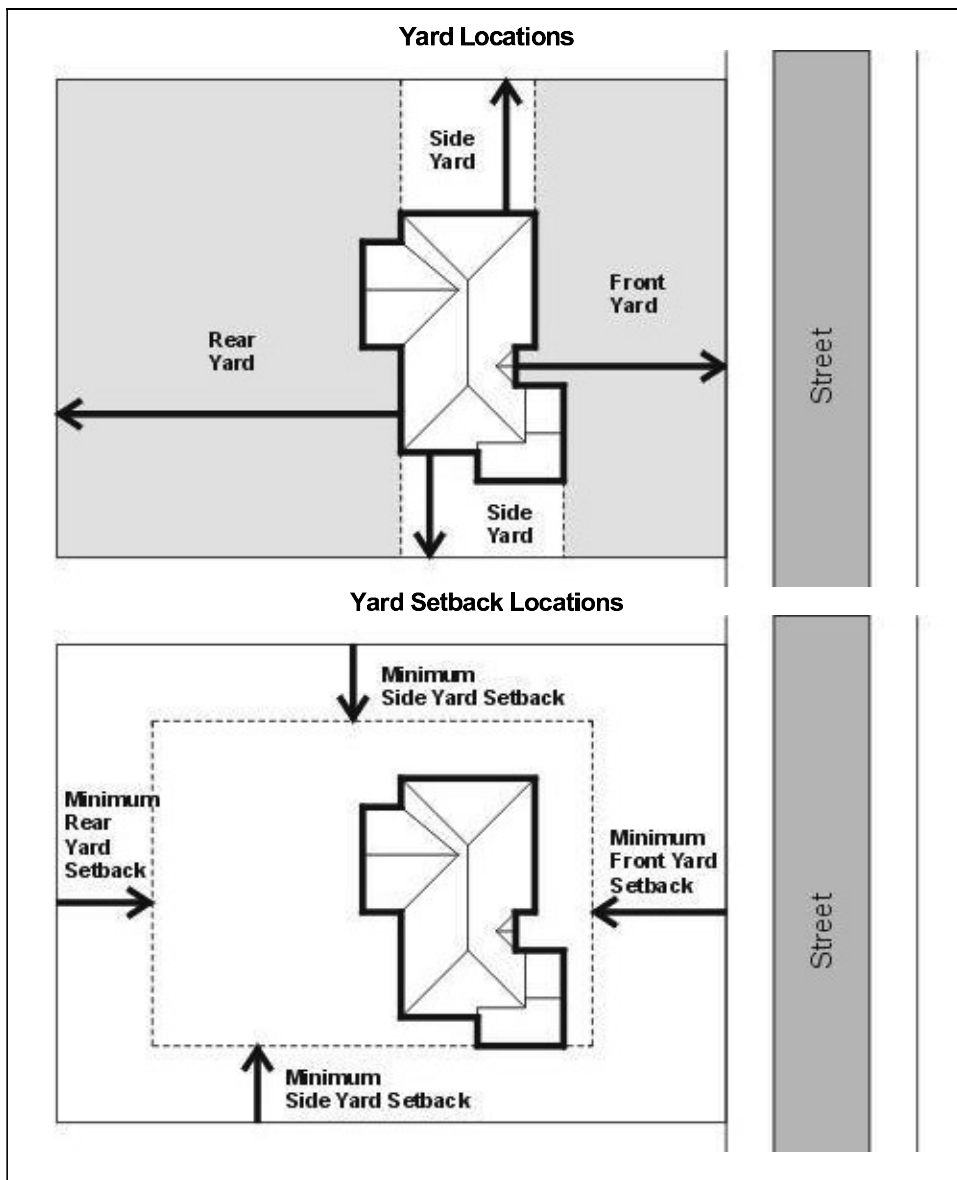 Yard Locations
Side
Yard
Front
Yard
Rear
Yard
Street
Side
Yard
Yard Setback Locations
Minimum
Side Yard Setback
Minimum
Rear
Yard
Setback
Minimum
Front Yard
Setback
Street
Minimum
Side Yard Setback